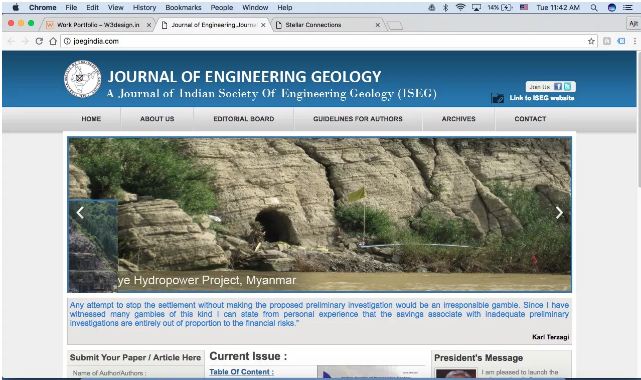 Chrome File Edit View History Bookmarks People Window Help 14% Tue 11:42 AM
Work Portfolio – W3design.in Journal of Engineering,Journal Stellar Connections Ajit
joegindia.com
JOURNAL OF ENGINEERING GEOLOGY
A Journal of Indian Society Of Engineering Geology (ISEG)
Join Us
Link to ISEG website
HOME ABOUT US EDITORIAL BOARD GUIDELINES FOR AUTHORS ARCHIVES CONTACT
ye Hydropower Project, Myanmar
Any attempt to stop the settlement without making the proposed preliminary investigation would be an irresponsible gamble. Since I have
witnessed many gambles of this kind I can state from personal experience that the savings associate with inadequate preliminary
investigations are entirely out of proportion to the financial risks."
Karl Terzagi
Submit Your Paper / Article Here Current Issue : President's Message
Name of Author/Authors : Table Of Content : I am pleased to launch the